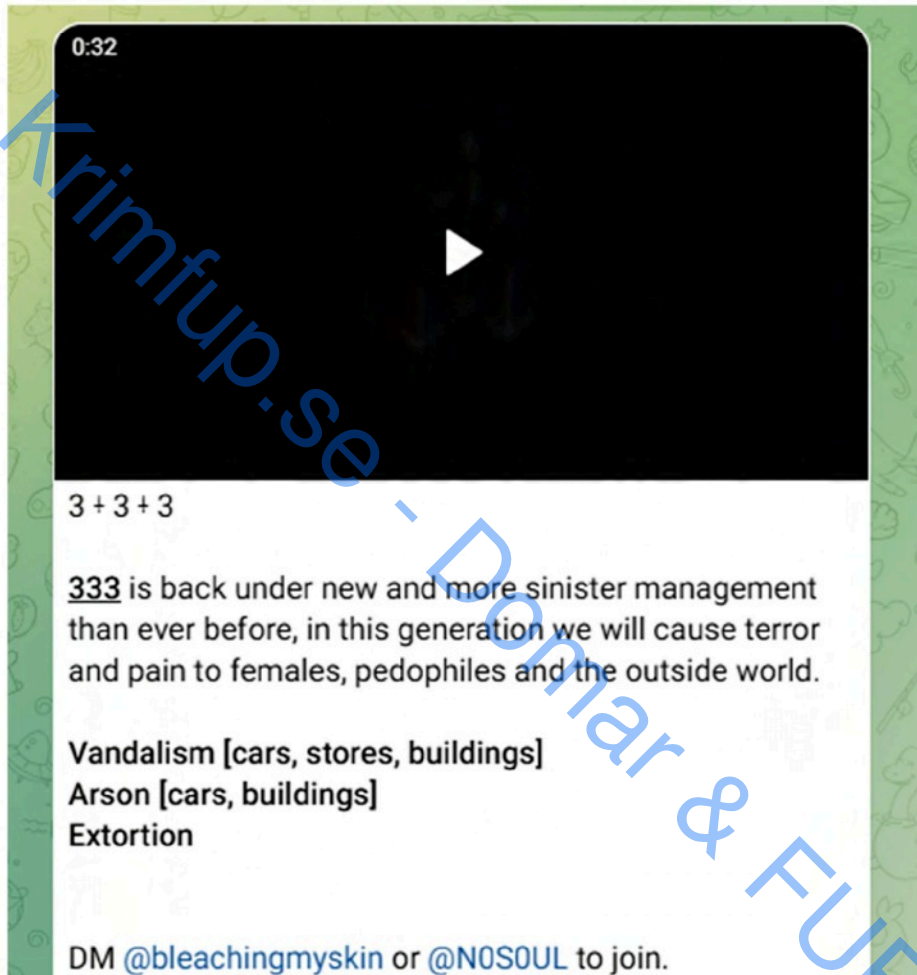 0:32
3 + 3 + 3
333 is back under new and more sinister management
than ever before, in this generation we will cause terror
and pain to females, pedophiles and the outside world.
Vandalism [cars, stores, buildings]
Arson [cars, buildings]
Extortion
DM @bleachingmyskin or @N0S0UL to join.
Krimfup.se - Domar & FUP